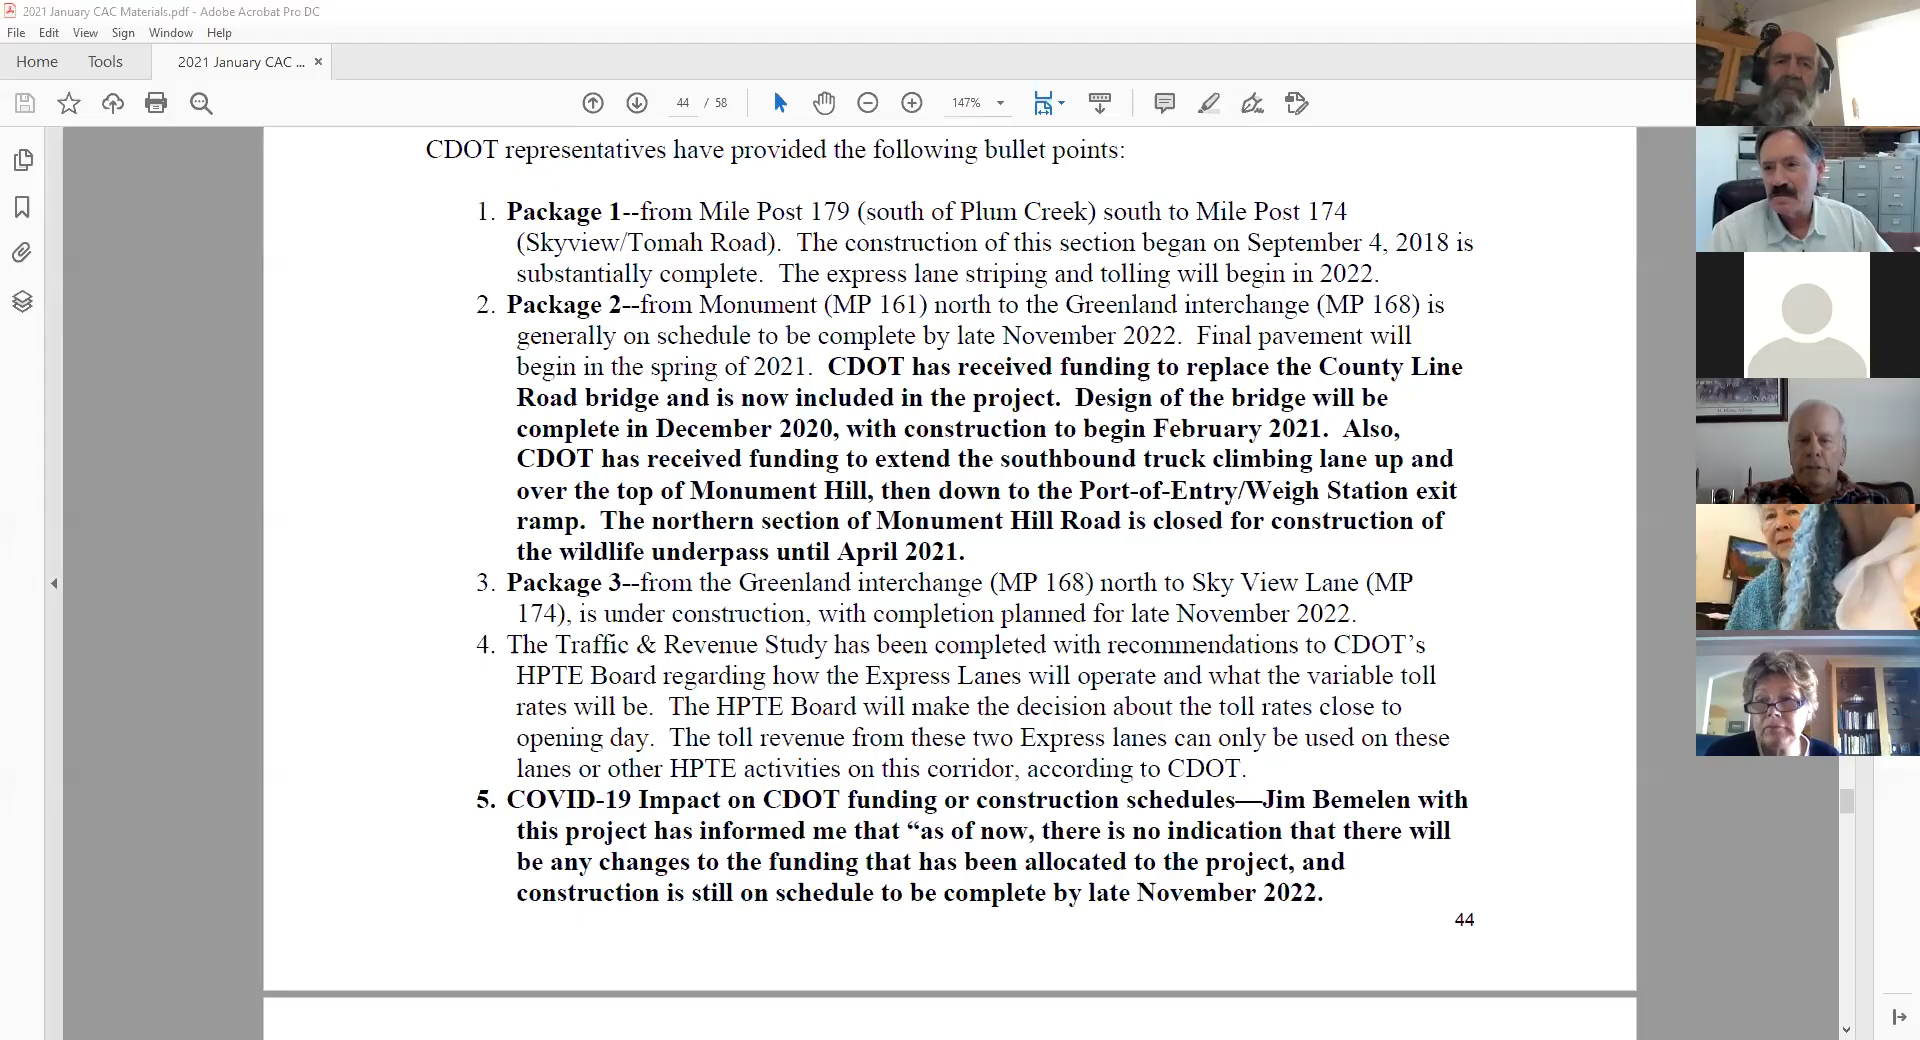 2021 January CAC Materials.pdf - Adobe Acrobat Pro DC
File Edit View Sign Window Help
Home Tools 2021 January CAC ... ×
44 / 58 147%
CDOT representatives have provided the following bullet points:
1. Package 1--from Mile Post 179 (south of Plum Creek) south to Mile Post 174
(Skyview/Tomah Road). The construction of this section began on September 4, 2018 is
substantially complete. The express lane striping and tolling will begin in 2022.
2. Package 2--from Monument (MP 161) north to the Greenland interchange (MP 168) is
generally on schedule to be complete by late November 2022. Final pavement will
begin in the spring of 2021. CDOT has received funding to replace the County Line
Road bridge and is now included in the project. Design of the bridge will be
complete in December 2020, with construction to begin February 2021. Also,
CDOT has received funding to extend the southbound truck climbing lane up and
over the top of Monument Hill, then down to the Port-of-Entry/Weigh Station exit
ramp. The northern section of Monument Hill Road is closed for construction of
the wildlife underpass until April 2021.
3. Package 3--from the Greenland interchange (MP 168) north to Sky View Lane (MP
174), is under construction, with completion planned for late November 2022.
4. The Traffic & Revenue Study has been completed with recommendations to CDOT’s
HPTE Board regarding how the Express Lanes will operate and what the variable toll
rates will be. The HPTE Board will make the decision about the toll rates close to
opening day. The toll revenue from these two Express lanes can only be used on these
lanes or other HPTE activities on this corridor, according to CDOT.
5. COVID-19 Impact on CDOT funding or construction schedules—Jim Bemelen with
this project has informed me that “as of now, there is no indication that there will
be any changes to the funding that has been allocated to the project, and
construction is still on schedule to be complete by late November 2022.
44